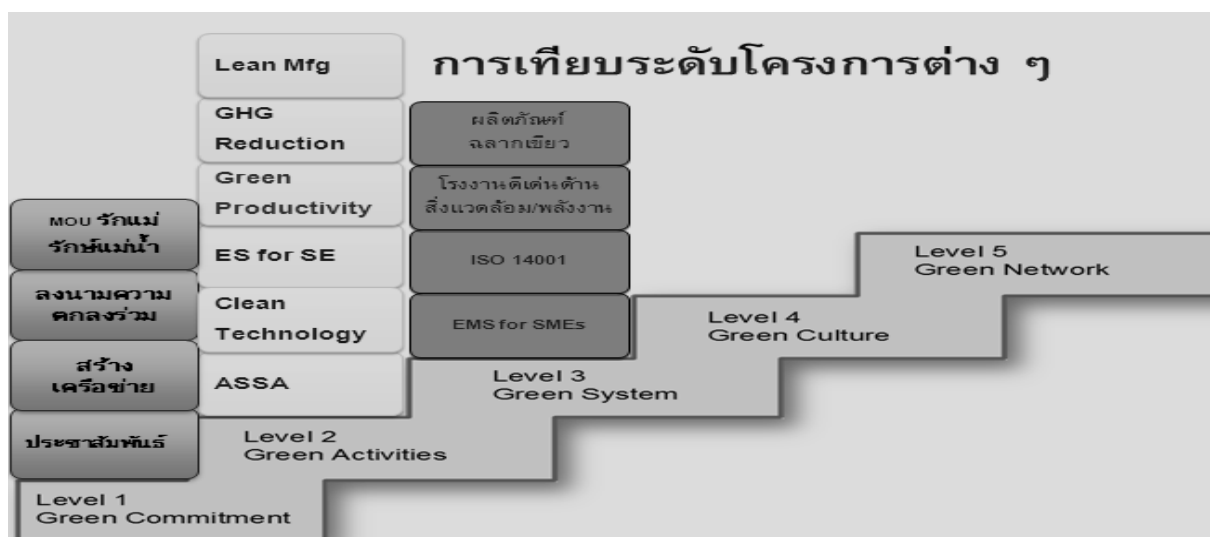 การเทียบระดับโครงการต่าง ๆ
Lean Mfg
GHG
Reduction
Green
Productivity
ES for SE
Clean
Technology
ASSA
ผลิตภัณฑ์
ฉลากเขียว
โรงงานดีเด่นด้าน
สิ่งแวดล้อม/พลังงาน
ISO 14001
EMS for SMEs
MOU รักแม่
รักษ์แม่น้ำ
ลงนามความ
ตกลงร่วม
สร้าง
เครือข่าย
ประชาสัมพันธ์
Level 1
Green Commitment
Level 2
Green Activities
Level 3
Green System
Level 4
Green Culture
Level 5
Green Network